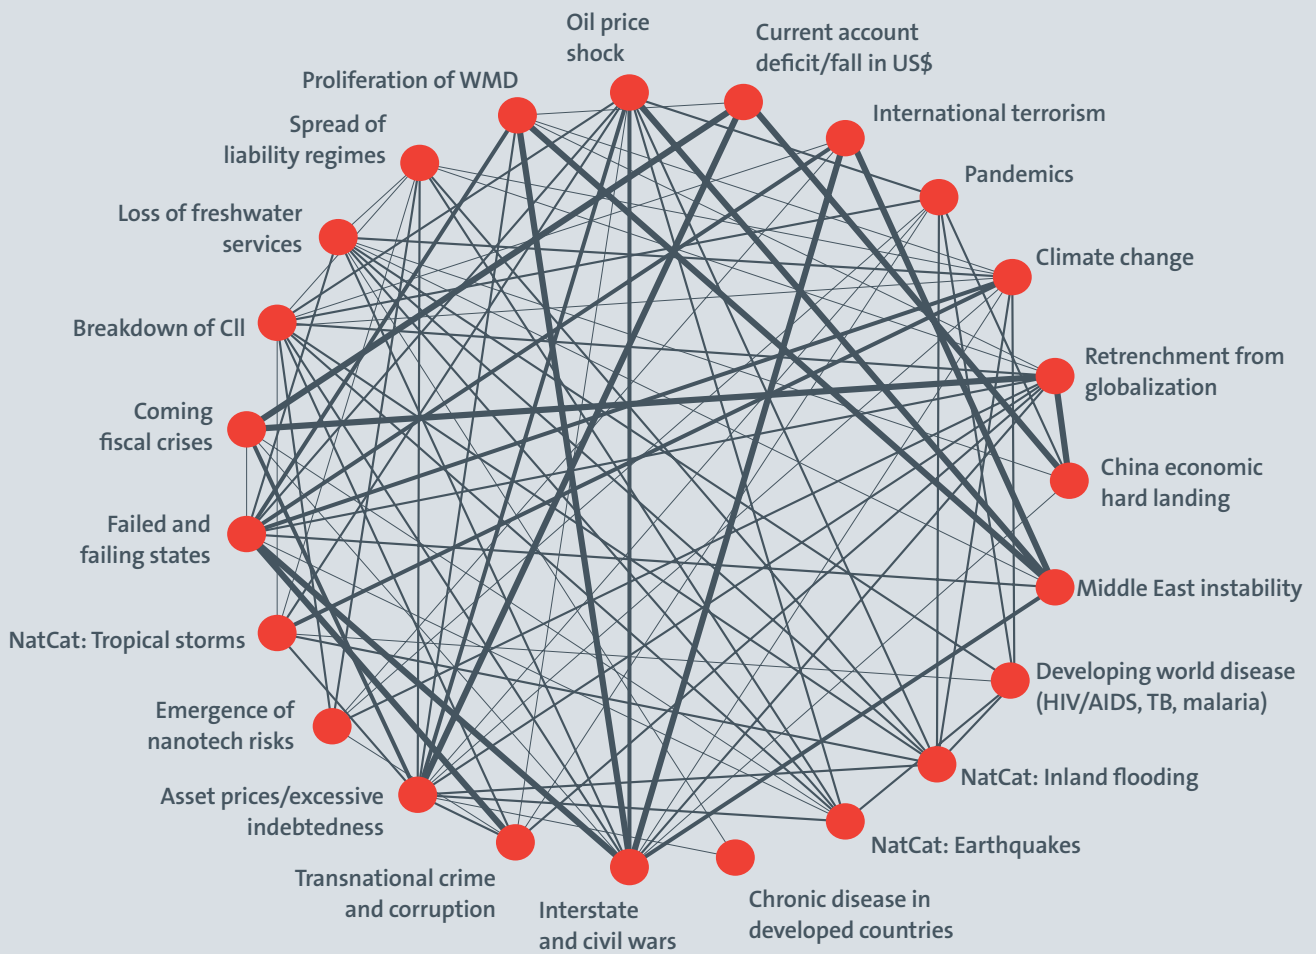 Oil price
shock
Current account
deficit/fall in US$
Proliferation of WMD
International terrorism
Spread of
liability regimes
Pandemics
Loss of freshwater
services
Climate change
Breakdown of CII
Retrenchment from
globalization
Coming
fiscal crises
China economic
hard landing
Failed and
failing states
Middle East instability
NatCat: Tropical storms
Developing world disease
(HIV/AIDS, TB, malaria)
Emergence of
nanotech risks
NatCat: Inland flooding
Asset prices/excessive
indebtedness
NatCat: Earthquakes
Transnational crime
and corruption
Interstate
and civil wars
Chronic disease in
developed countries